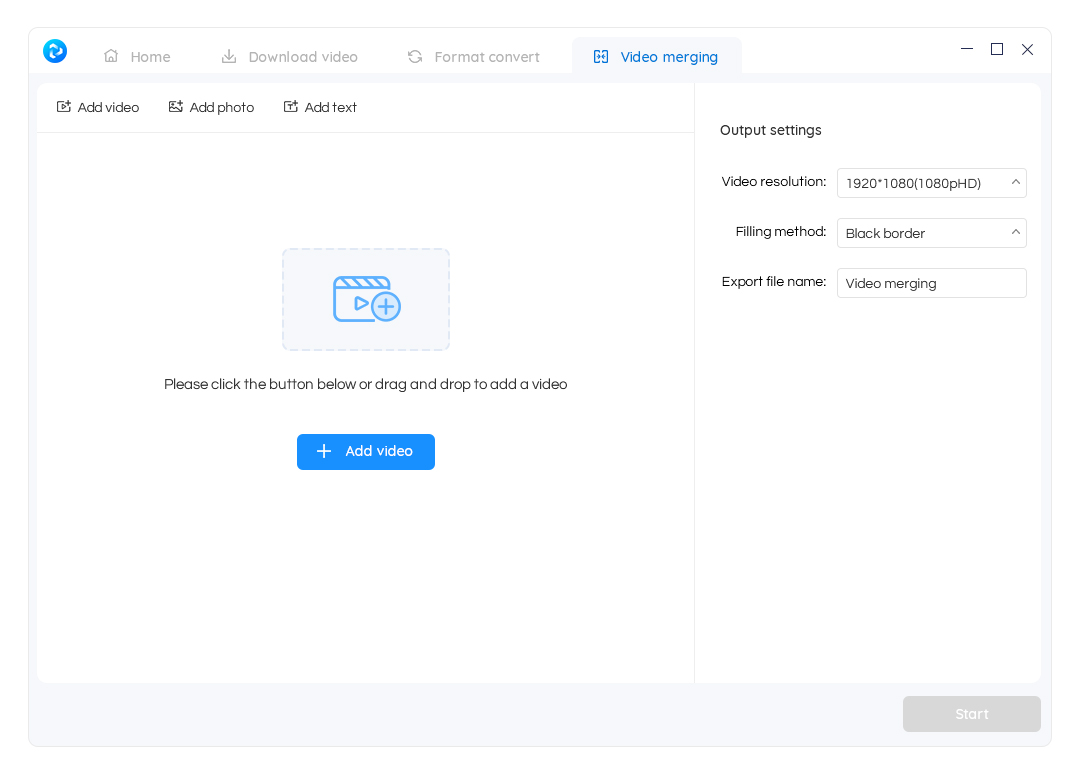 Home
Download video
Format convert
Video merging
Add video
Add photo
Add text
Please click the button below or drag and drop to add a video
Add video
Output settings
Video resolution:
1920*1080(1080pHD)
Filling method:
Black border
Export file name:
Video merging
Start